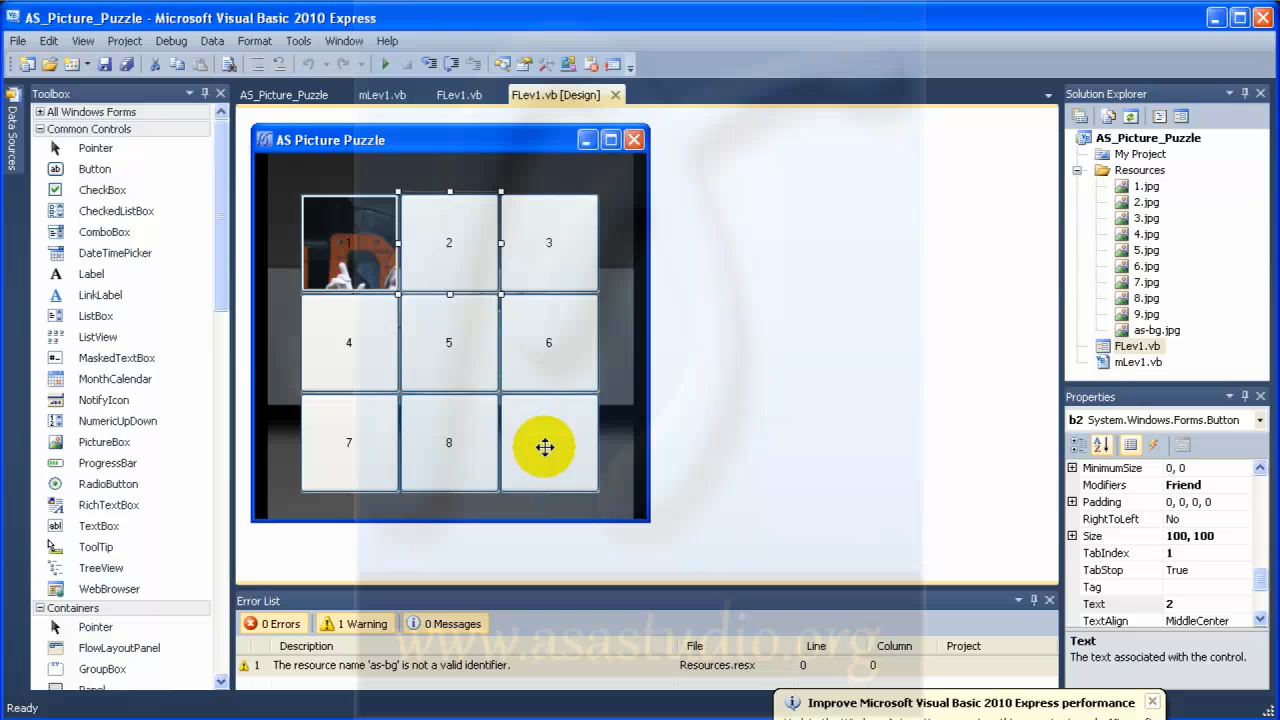 AS_Picture_Puzzle - Microsoft Visual Basic 2010 Express
File Edit View Project Debug Data Format Tools Window Help
Data Sources
Toolbox
All Windows Forms
Common Controls
Pointer
Button
CheckBox
CheckedListBox
ComboBox
DateTimePicker
Label
LinkLabel
ListBox
ListView
MaskedTextBox
MonthCalendar
NotifyIcon
NumericUpDown
PictureBox
ProgressBar
RadioButton
RichTextBox
TextBox
ToolTip
TreeView
WebBrowser
Containers
Pointer
FlowLayoutPanel
GroupBox
Panel
AS_Picture_Puzzle mLev1.vb FLev1.vb FLev1.vb [Design]
AS Picture Puzzle
1 2 3
4 5 6
7 8
Error List
0 Errors 1 Warning 0 Messages
Description File Line Column Project
1 The resource name 'as-bg' is not a valid identifier. Resources.resx 0 0
www.asastudio.org
Solution Explorer
AS_Picture_Puzzle
My Project
Resources
1.jpg
2.jpg
3.jpg
4.jpg
5.jpg
6.jpg
7.jpg
8.jpg
9.jpg
as-bg.jpg
FLev1.vb
mLev1.vb
Properties
b2 System.Windows.Forms.Button
MinimumSize 0, 0
Modifiers Friend
Padding 0, 0, 0, 0
RightToLeft No
Size 100, 100
TabIndex 1
TabStop True
Tag
Text 2
TextAlign MiddleCenter
Text
The text associated with the control.
Ready
Improve Microsoft Visual Basic 2010 Express performance